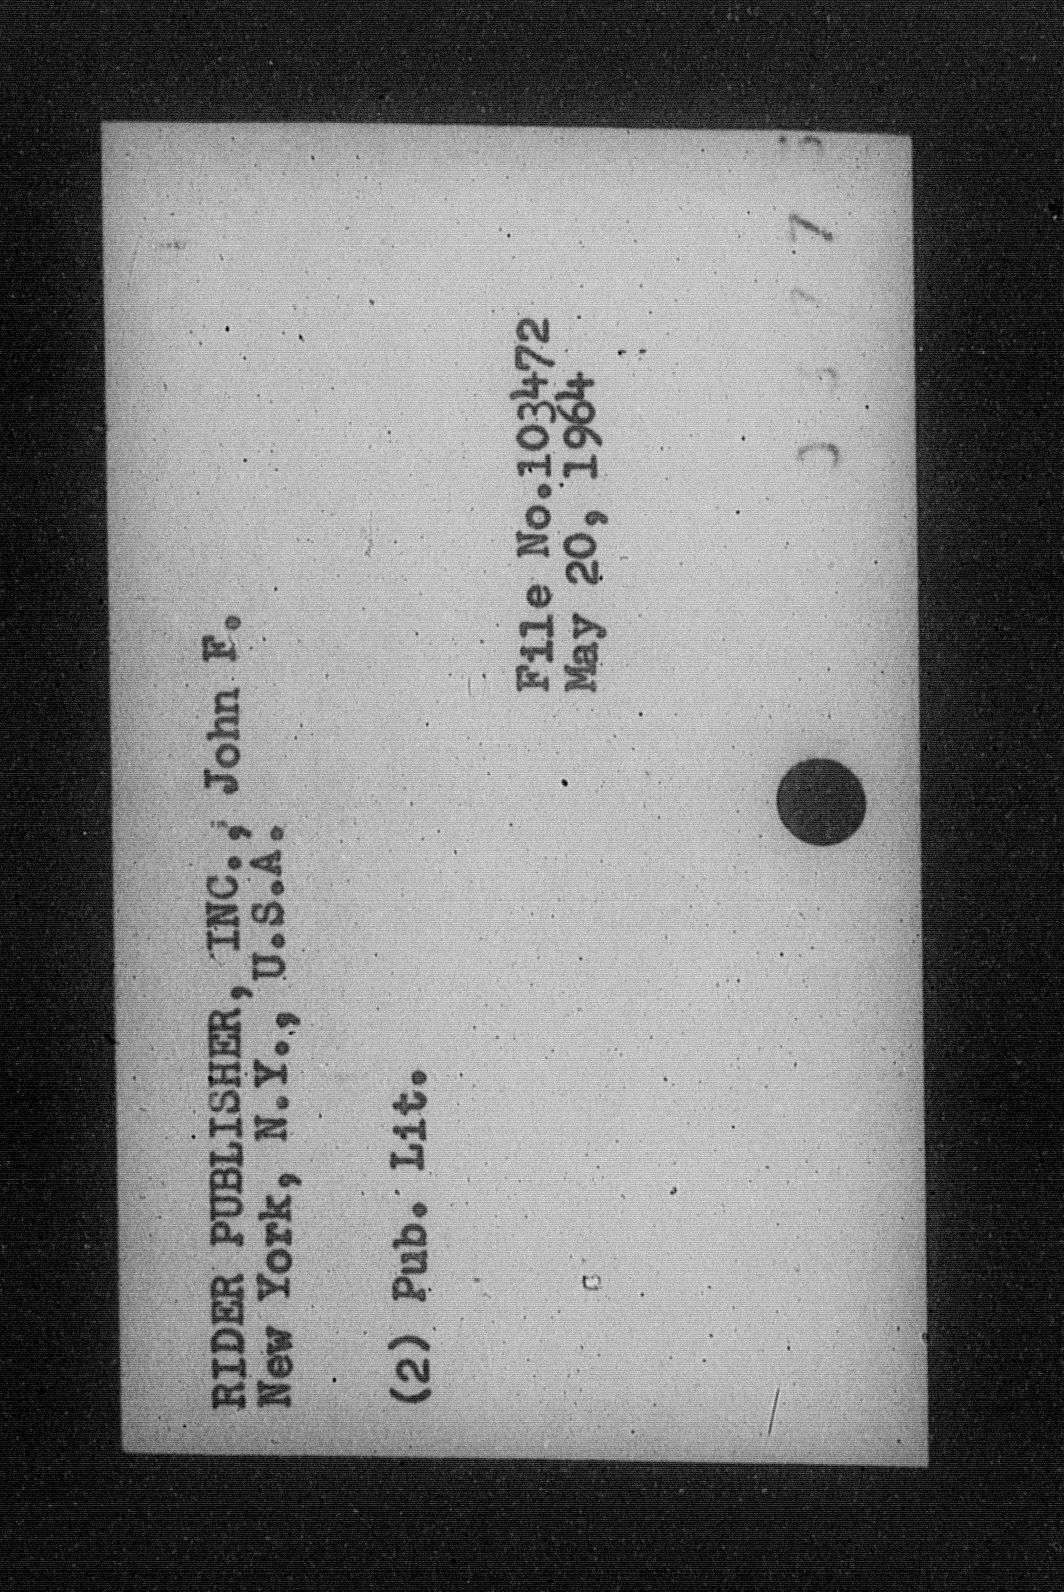 RIDER PUBLISHER, INC., John F.
New York, N.Y., U.S.A.
(2) Pub. Lit.
File No.103472
May 20, 1964